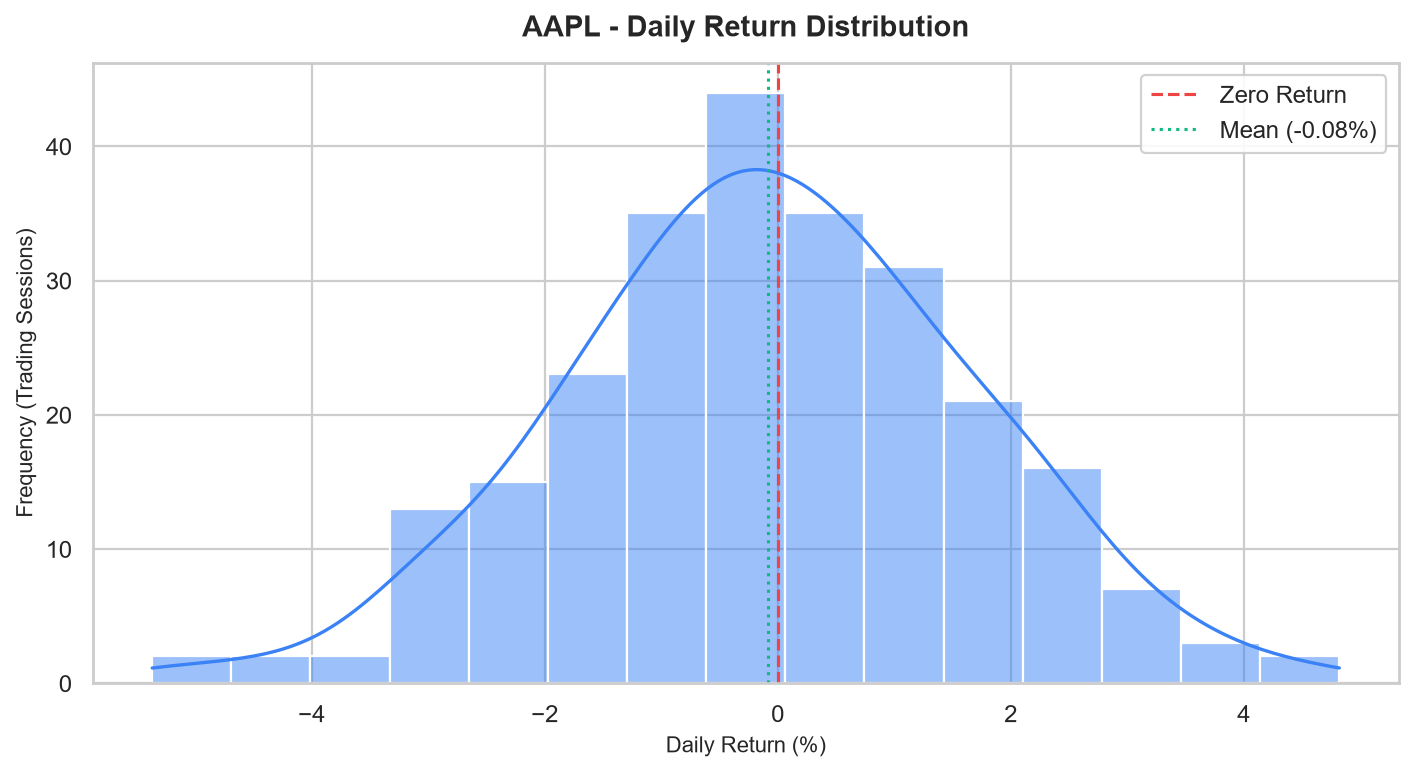 AAPL - Daily Return Distribution
Zero Return
Mean (-0.08%)
Frequency (Trading Sessions)
40
30
20
10
0
−4
−2
0
2
4
Daily Return (%)